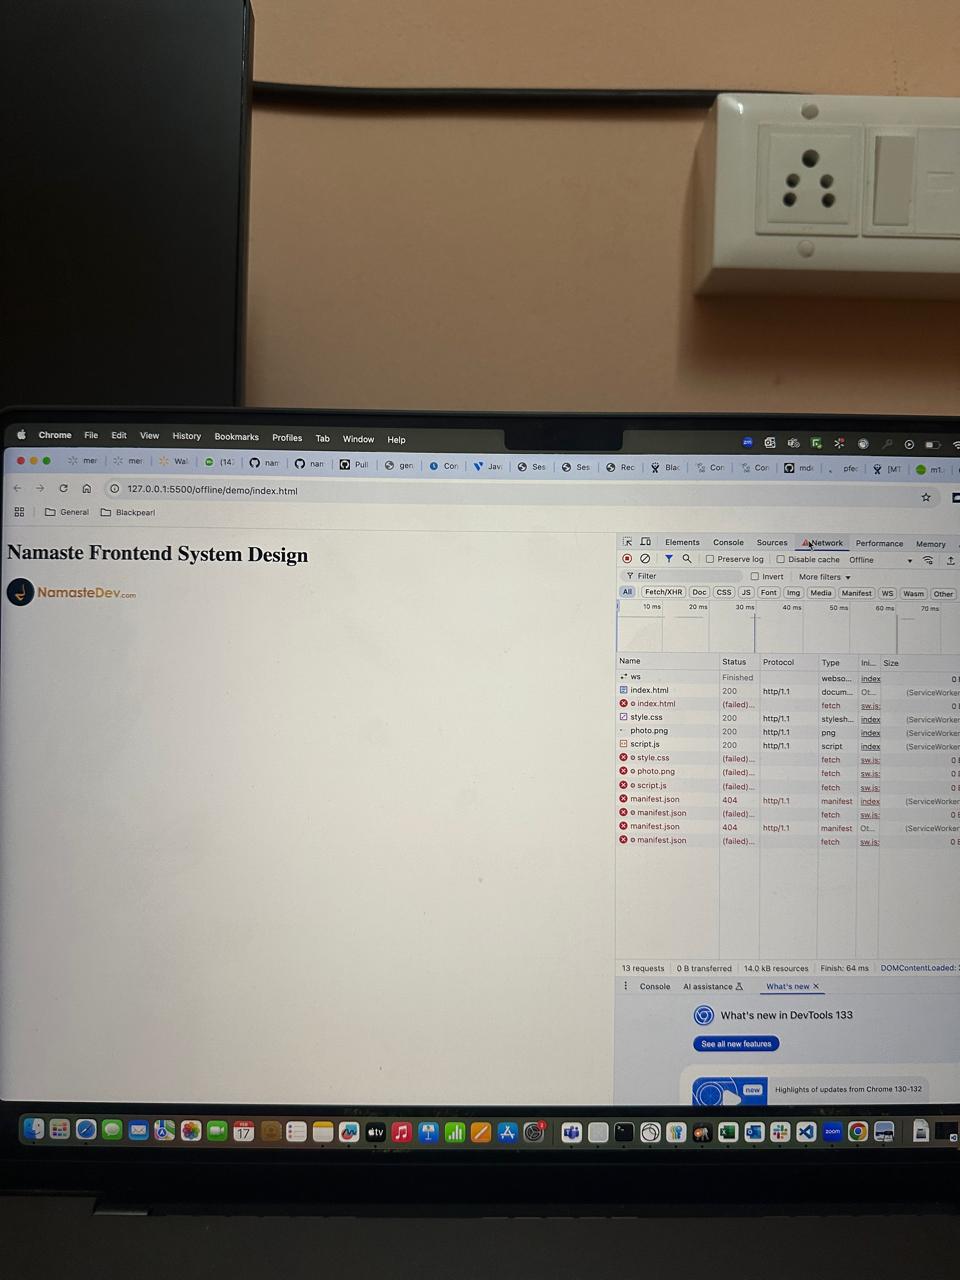 Chrome File Edit View History Bookmarks Profiles Tab Window Help
mer mer Wal (14: nan nan Pull gen Con Jav Ses Ses Rec Blac Con Con mdi pfec [MT m1.
127.0.0.1:5500/offline/demo/index.html
General Blackpearl
Namaste Frontend System Design
NamasteDev.com
Elements Console Sources Network Performance Memory
Preserve log Disable cache Offline
Filter Invert More filters
All Fetch/XHR Doc CSS JS Font Img Media Manifest WS Wasm Other
10 ms 20 ms 30 ms 40 ms 50 ms 60 ms 70 ms
Name Status Protocol Type Ini... Size
ws Finished webso... index 0
index.html 200 http/1.1 docum... Ot... (ServiceWorker
index.html (failed)... fetch sw.js: 0
style.css 200 http/1.1 stylesh... index (ServiceWorker
photo.png 200 http/1.1 png index (ServiceWorker
script.js 200 http/1.1 script index (ServiceWorker
style.css (failed)... fetch sw.js: 0
photo.png (failed)... fetch sw.js: 0
script.js (failed)... fetch sw.js: 0
manifest.json 404 http/1.1 manifest index (ServiceWorker
manifest.json (failed)... fetch sw.js: 0
manifest.json 404 http/1.1 manifest Ot... (ServiceWorker
manifest.json (failed)... fetch sw.js: 0
13 requests 0 B transferred 14.0 kB resources Finish: 64 ms DOMContentLoaded:
Console AI assistance What's new
What's new in DevTools 133
See all new features
new
Highlights of updates from Chrome 130-132
FEB
17
tv
zoom